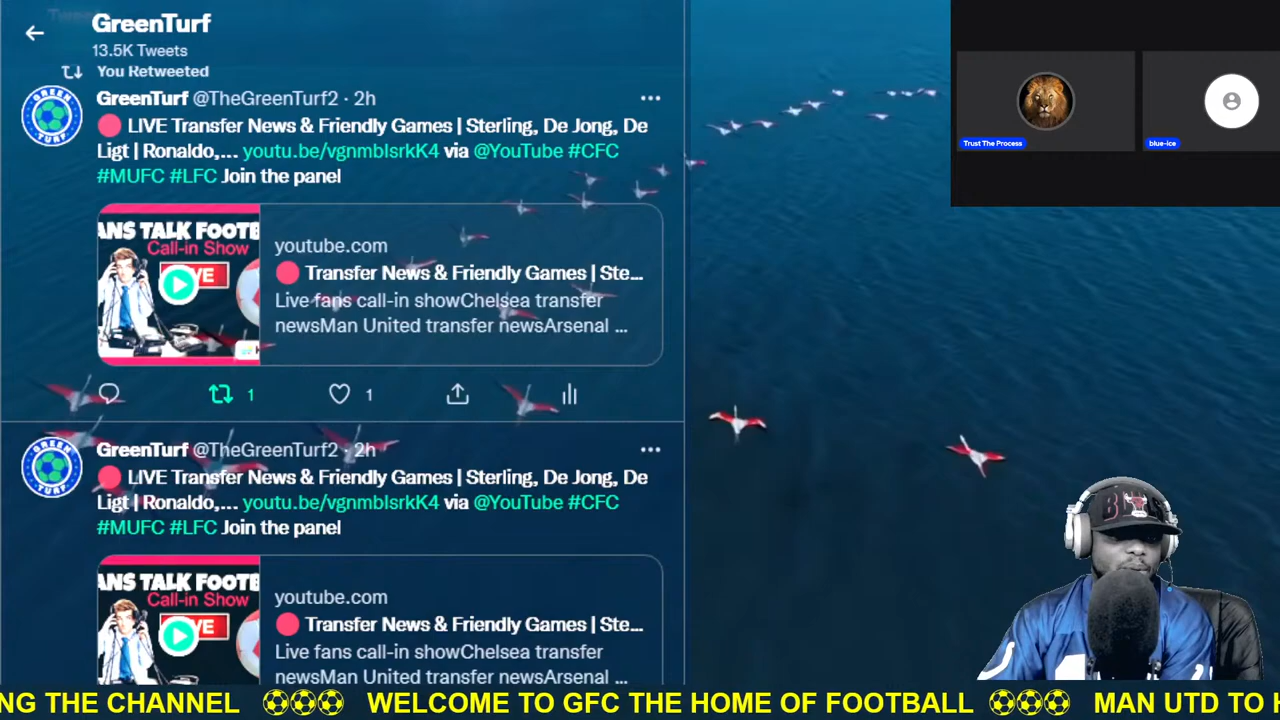 GreenTurf
13.5K Tweets
You Retweeted
GreenTurf @TheGreenTurf2 · 2h
LIVE Transfer News & Friendly Games | Sterling, De Jong, De
Ligt | Ronaldo,... youtu.be/vgnmblsrkK4 via @YouTube #CFC
#MUFC #LFC Join the panel
ANS TALK FOOTB
Call-in Show
VE
youtube.com
Transfer News & Friendly Games | Ste...
Live fans call-in showChelsea transfer
newsMan United transfer newsArsenal ...
1
1
GreenTurf @TheGreenTurf2 · 2h
LIVE Transfer News & Friendly Games | Sterling, De Jong, De
Ligt | Ronaldo,... youtu.be/vgnmblsrkK4 via @YouTube #CFC
#MUFC #LFC Join the panel
ANS TALK FOOTB
Call-in Show
VE
youtube.com
Transfer News & Friendly Games | Ste...
Live fans call-in showChelsea transfer
newsMan United transfer newsArsenal ...
GREEN
TURF
GREEN
TURF
Trust The Process
blue-ice
NG THE CHANNEL WELCOME TO GFC THE HOME OF FOOTBALL MAN UTD TO